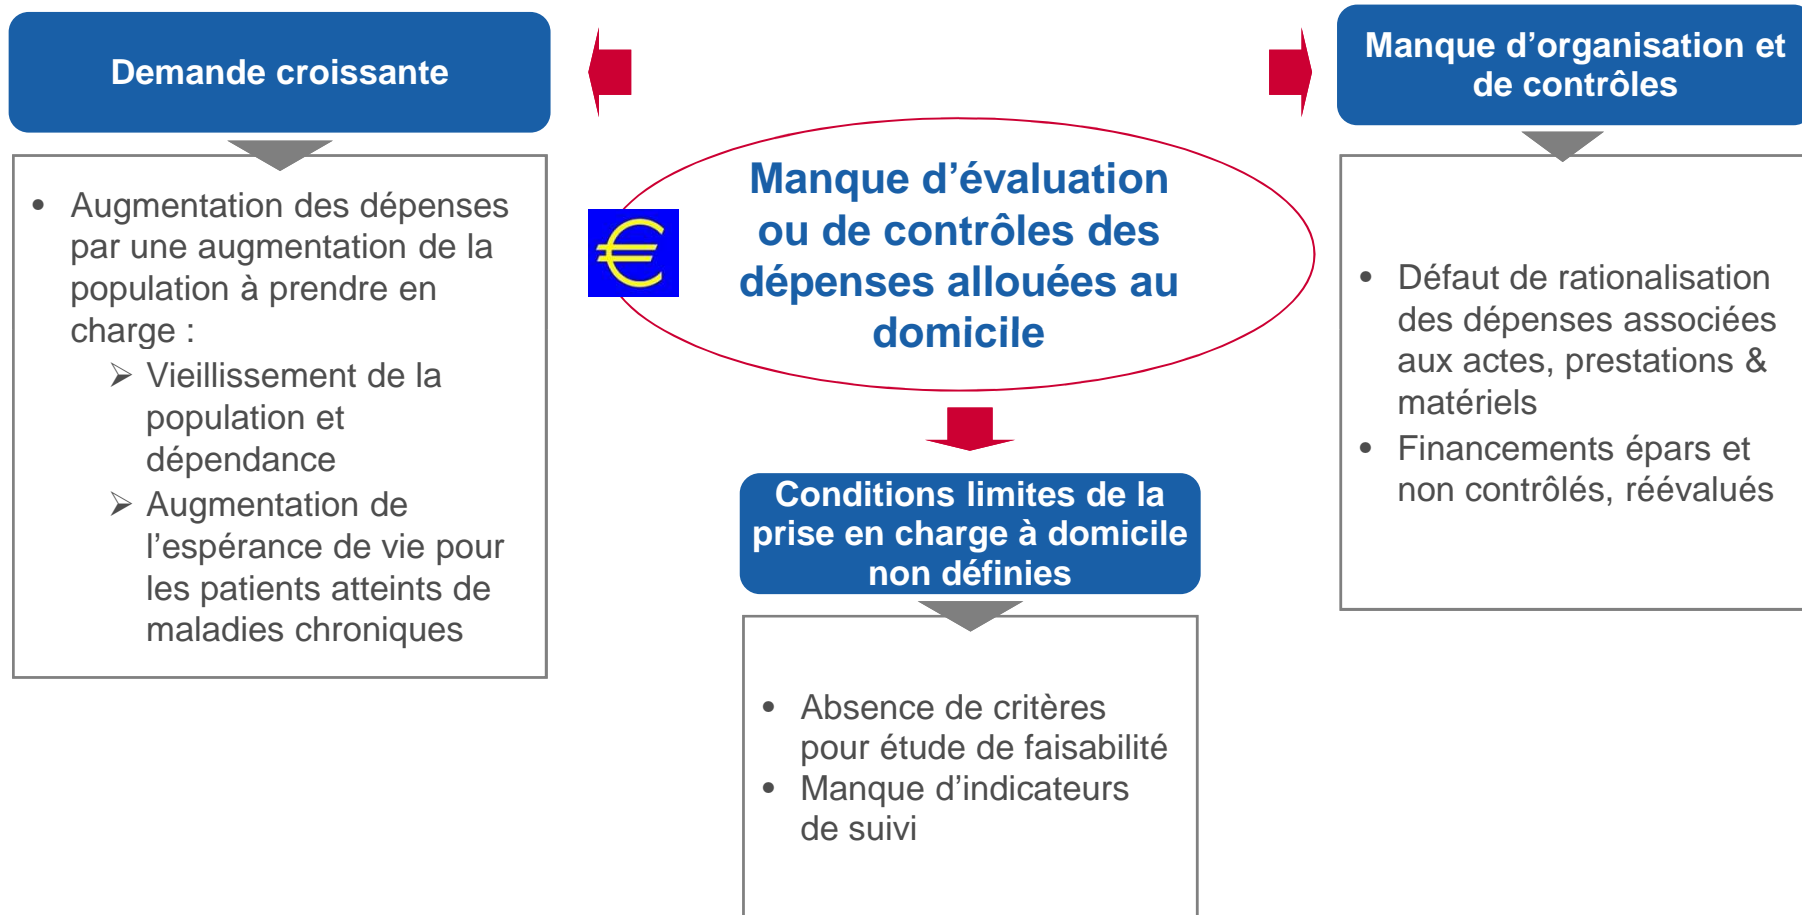 Demande croissante
• Augmentation des dépenses
par une augmentation de la
population à prendre en
charge :
➢ Vieillissement de la
population et
dépendance
➢ Augmentation de
l’espérance de vie pour
les patients atteints de
maladies chroniques
€
Manque d’évaluation
ou de contrôles des
dépenses allouées au
domicile
Conditions limites de la
prise en charge à domicile
non définies
• Absence de critères
pour étude de faisabilité
• Manque d’indicateurs
de suivi
Manque d’organisation et
de contrôles
• Défaut de rationalisation
des dépenses associées
aux actes, prestations &
matériels
• Financements épars et
non contrôlés, réévalués